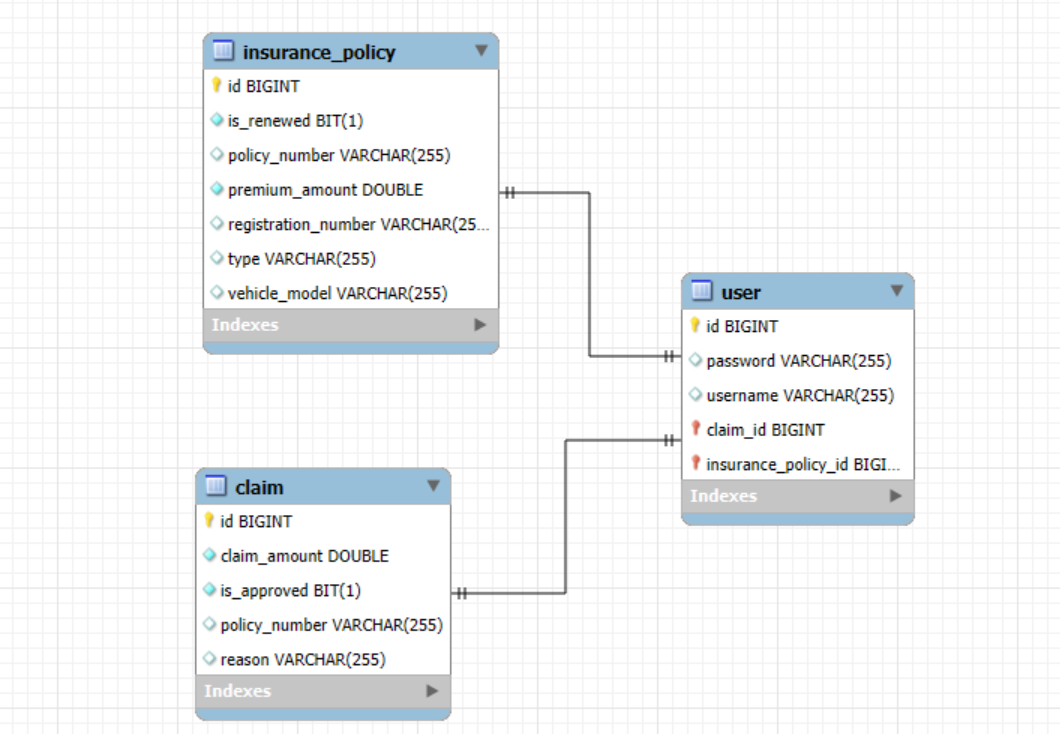 insurance_policy
id BIGINT
is_renewed BIT(1)
policy_number VARCHAR(255)
premium_amount DOUBLE
registration_number VARCHAR(25...
type VARCHAR(255)
vehicle_model VARCHAR(255)
Indexes
user
id BIGINT
password VARCHAR(255)
username VARCHAR(255)
claim_id BIGINT
insurance_policy_id BIGI...
Indexes
claim
id BIGINT
claim_amount DOUBLE
is_approved BIT(1)
policy_number VARCHAR(255)
reason VARCHAR(255)
Indexes